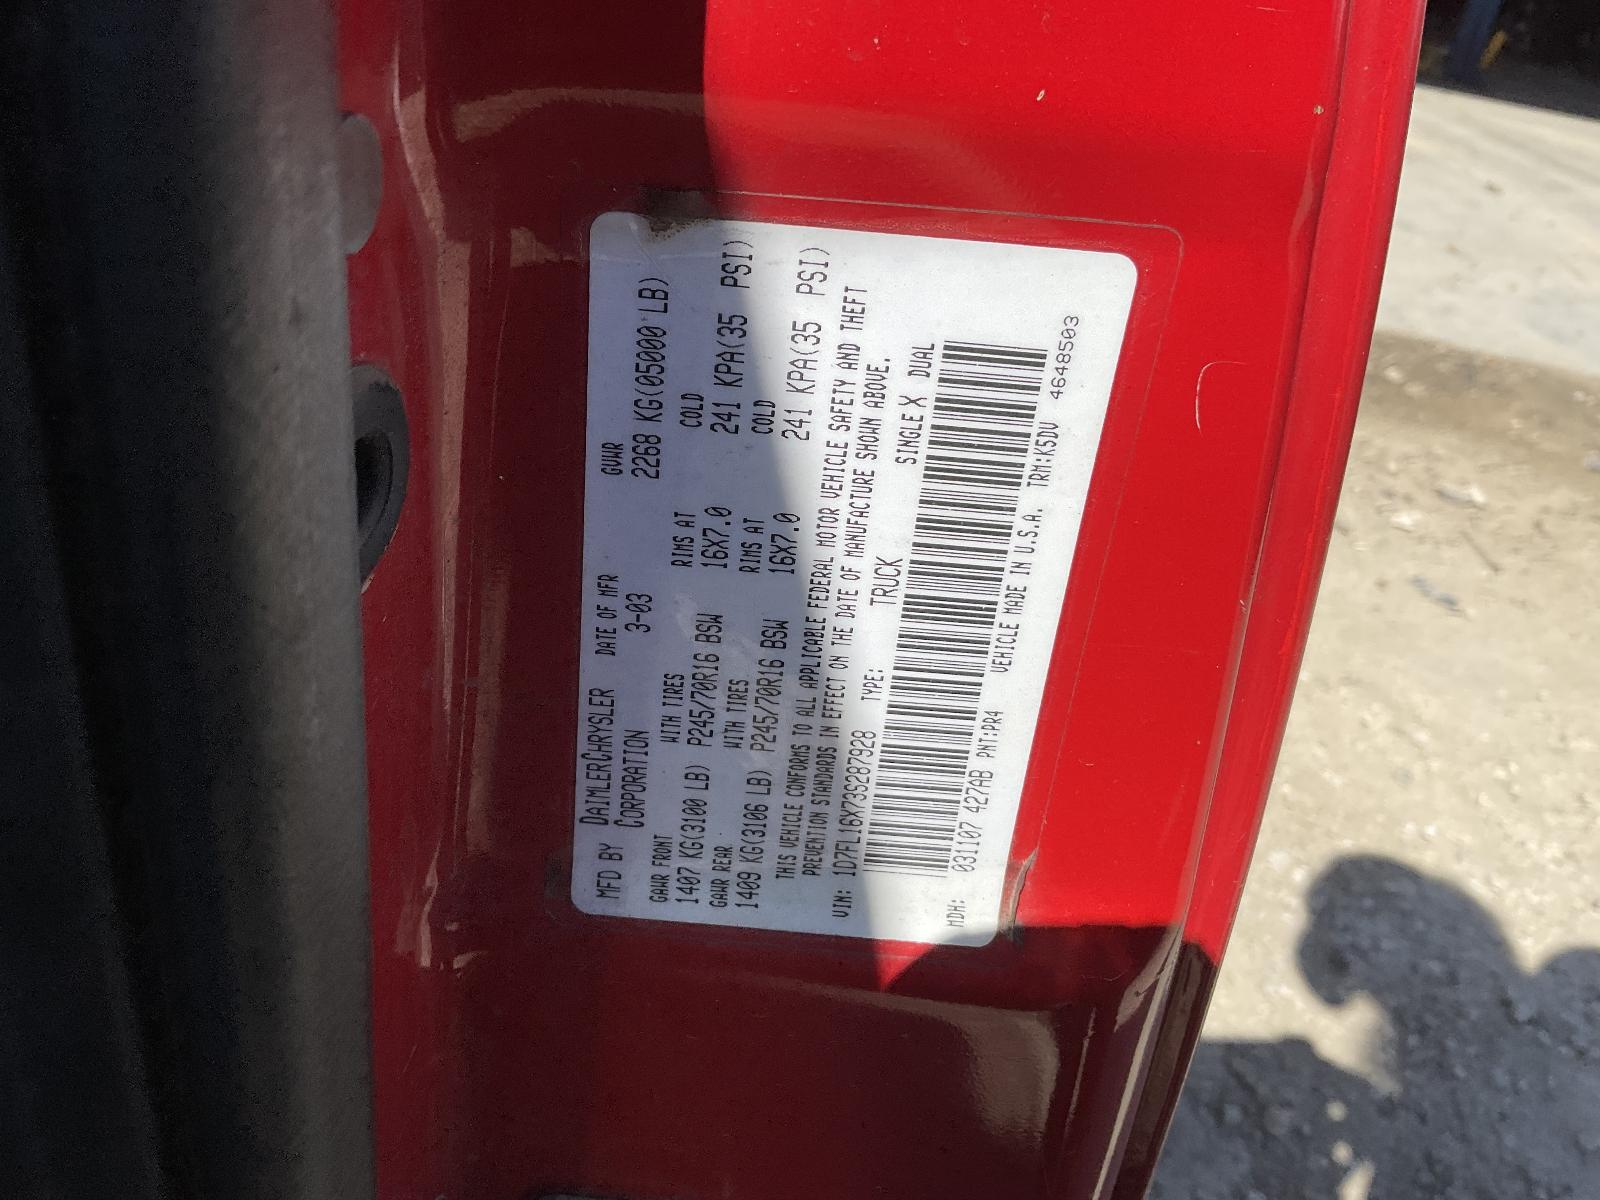 MFD BY DAIMLERCHRYSLER CORPORATION DATE OF MFR 3-03 GVWR 2268 KG(05000 LB)
GAWR FRONT WITH TIRES RIMS AT COLD
1407 KG(3100 LB) P245/70R16 BSW 16X7.0 241 KPA(35 PSI)
GAWR REAR WITH TIRES RIMS AT COLD
1409 KG(3106 LB) P245/70R16 BSW 16X7.0 241 KPA(35 PSI)
THIS VEHICLE CONFORMS TO ALL APPLICABLE FEDERAL MOTOR VEHICLE SAFETY AND THEFT
PREVENTION STANDARDS IN EFFECT ON THE DATE OF MANUFACTURE SHOWN ABOVE.
VIN: 1D7FL16X73S287928 TYPE: TRUCK SINGLE X DUAL
MDH: 031107 427AB PNT:PR4 VEHICLE MADE IN U.S.A. TRM:K5DV 4648503